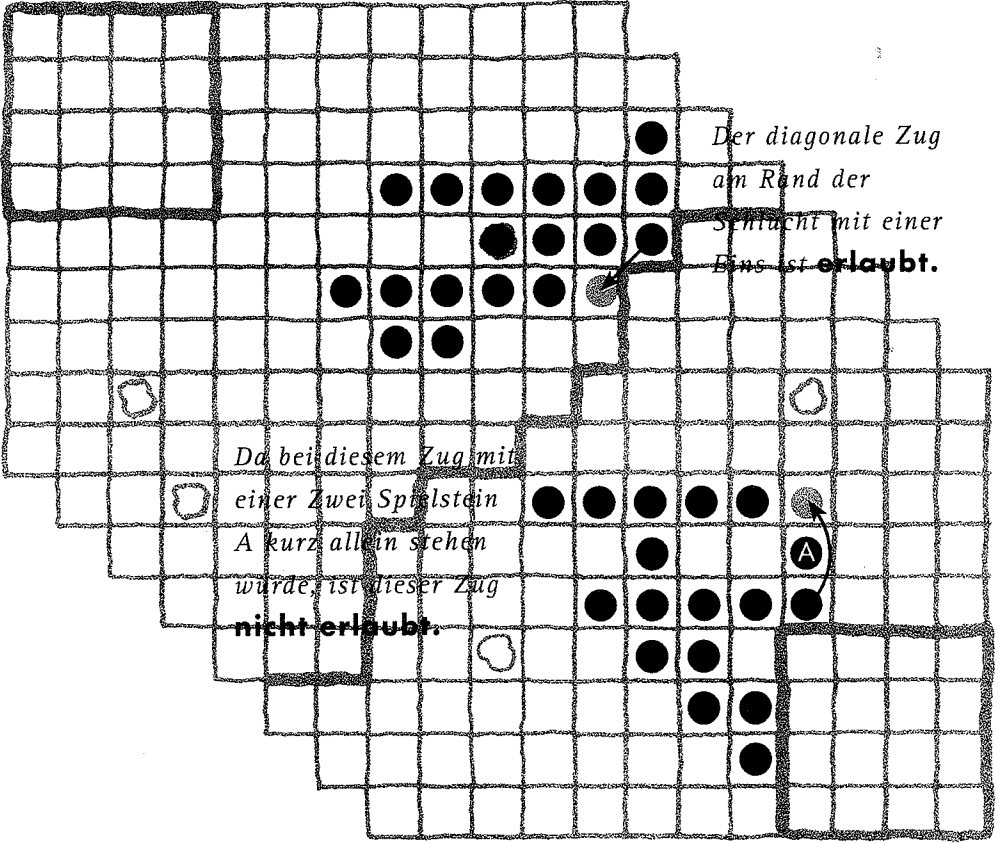 Der diagonale Zug
am Rand der
Schlucht mit einer
Eins ist erlaubt.
Da bei diesem Zug mit
einer Zwei Spielstein
A kurz allein stehen
würde, ist dieser Zug
nicht erlaubt.
A